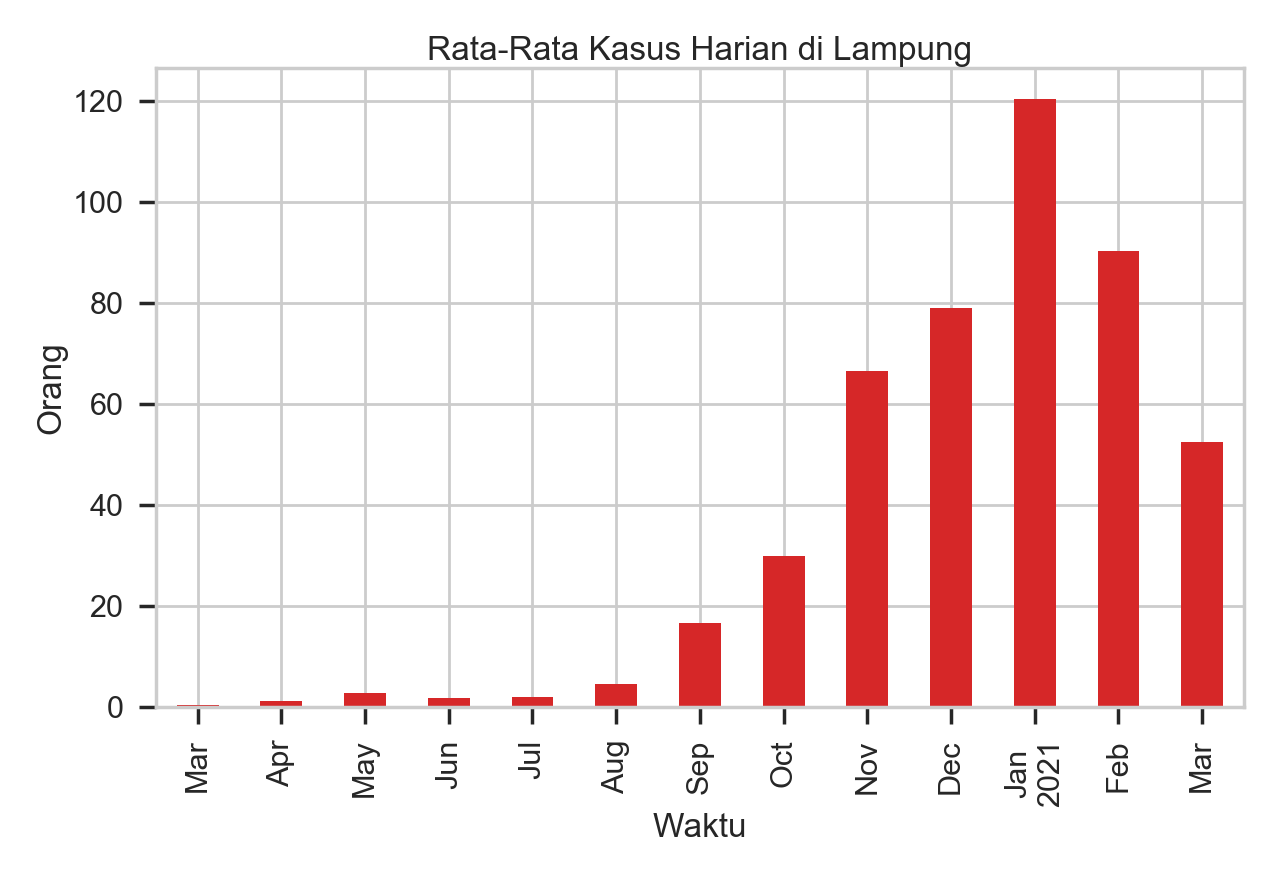 Rata-Rata Kasus Harian di Lampung
120
100
80
60
40
20
0
Orang
Mar
Apr
May
Jun
Jul
Aug
Sep
Oct
Nov
Dec
Jan
2021
Feb
Mar
Waktu